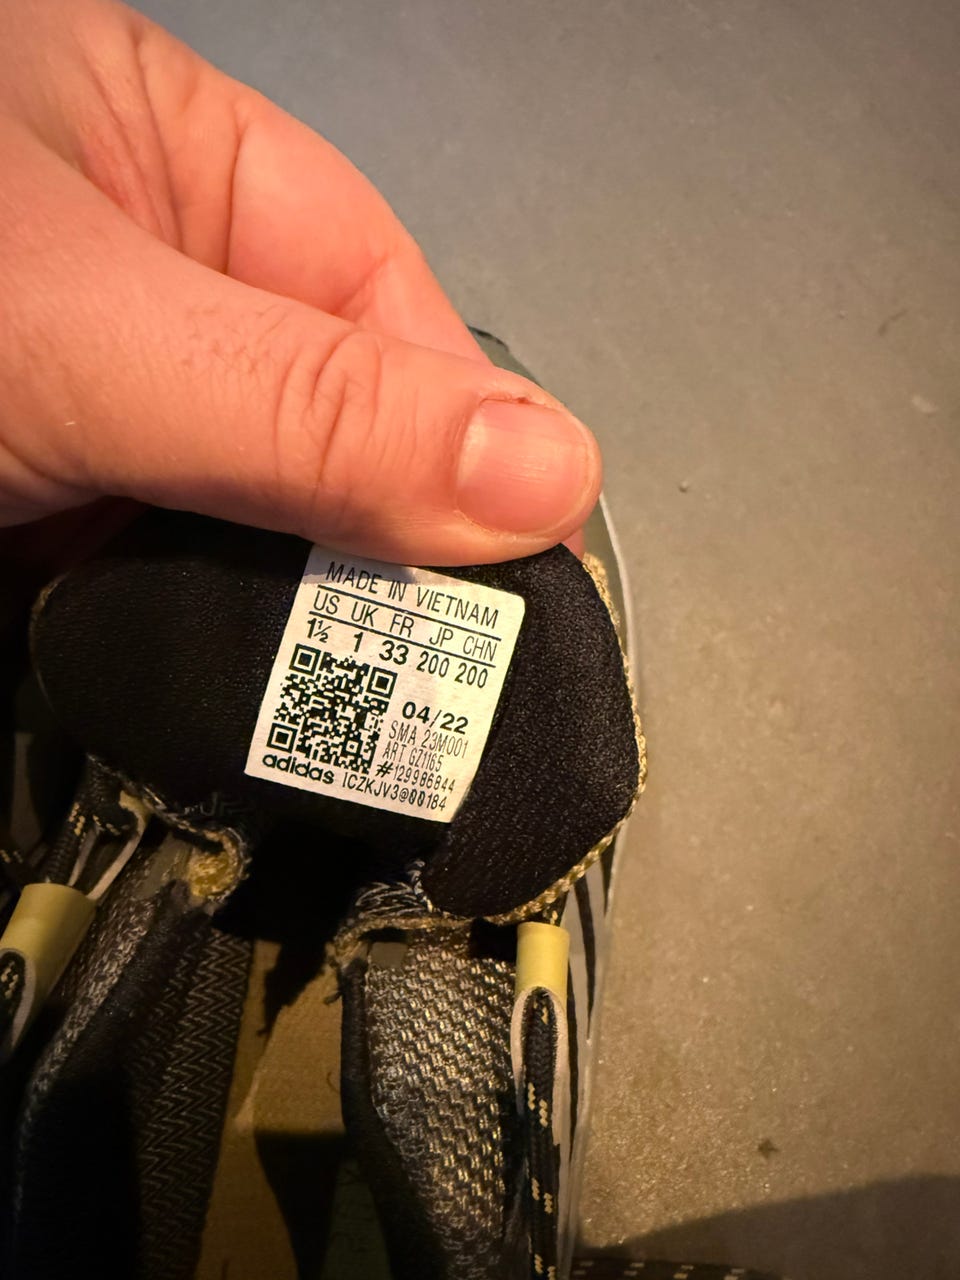 MADE IN VIETNAM
US UK FR JP CHN
1½ 1 33 200 200
04/22
SMA 23M001
ART GZ1165
#129986844
adidas 1CZKJV3@00184